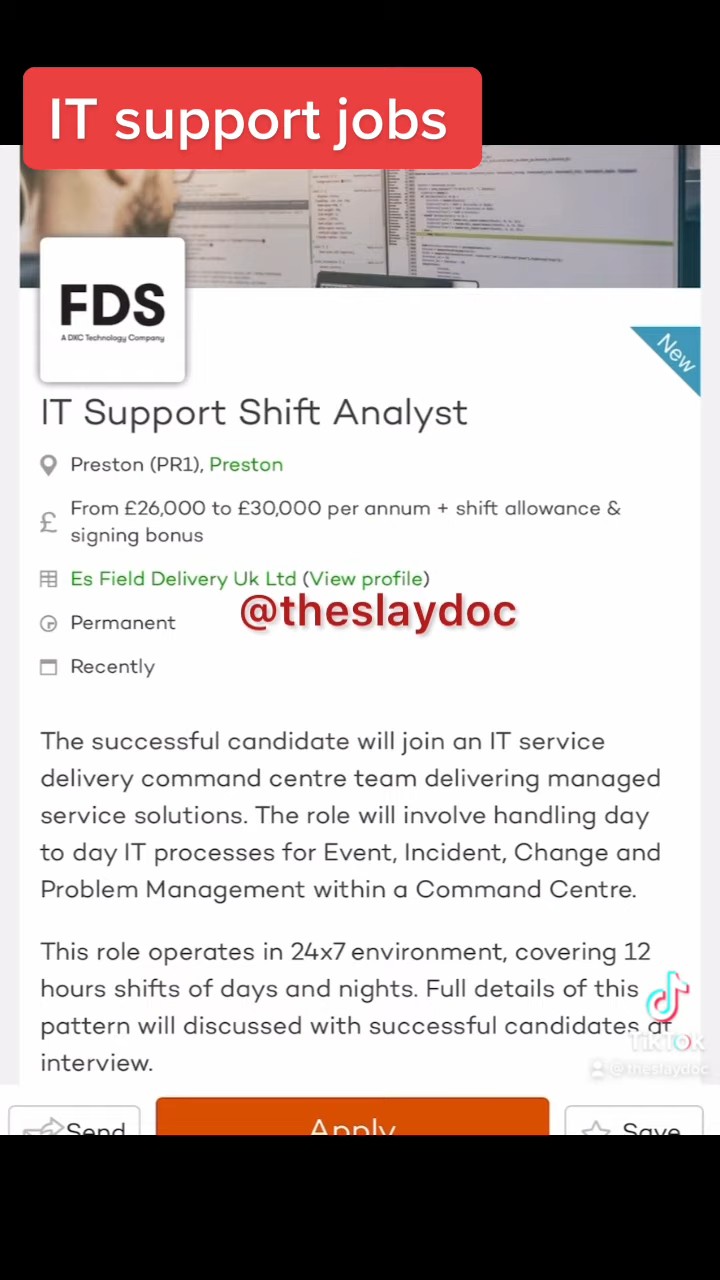 IT support jobs
FDS
A DXC Technology Company
New
IT Support Shift Analyst
Preston (PR1), Preston
From £26,000 to £30,000 per annum + shift allowance &
signing bonus
Es Field Delivery Uk Ltd (View profile)
@theslaydoc
Permanent
Recently
The successful candidate will join an IT service
delivery command centre team delivering managed
service solutions. The role will involve handling day
to day IT processes for Event, Incident, Change and
Problem Management within a Command Centre.
This role operates in 24x7 environment, covering 12
hours shifts of days and nights. Full details of this
pattern will discussed with successful candidates at
interview.
TikTok
@theslaydoc
Send
Apply
Save